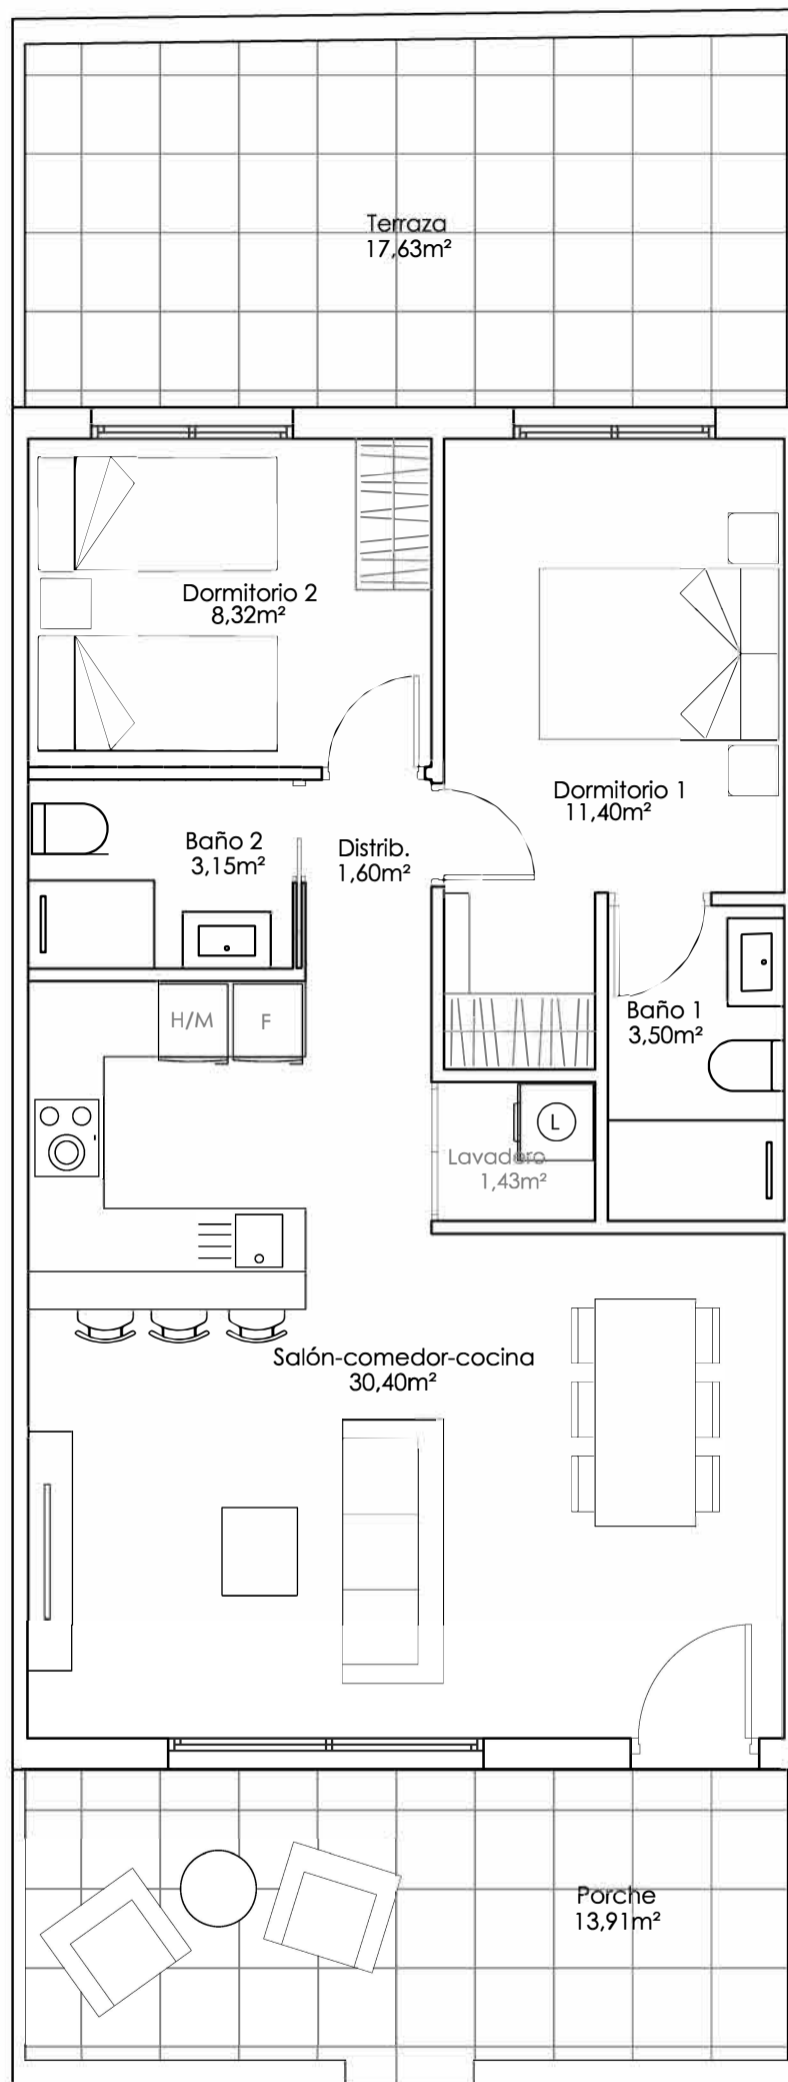 Terraza
17,63m²
Dormitorio 2
8,32m²
Dormitorio 1
11,40m²
Baño 2
3,15m²
Distrib.
1,60m²
H/M
F
Baño 1
3,50m²
L
Lavadero
1,43m²
Salón-comedor-cocina
30,40m²
Porche
13,91m²